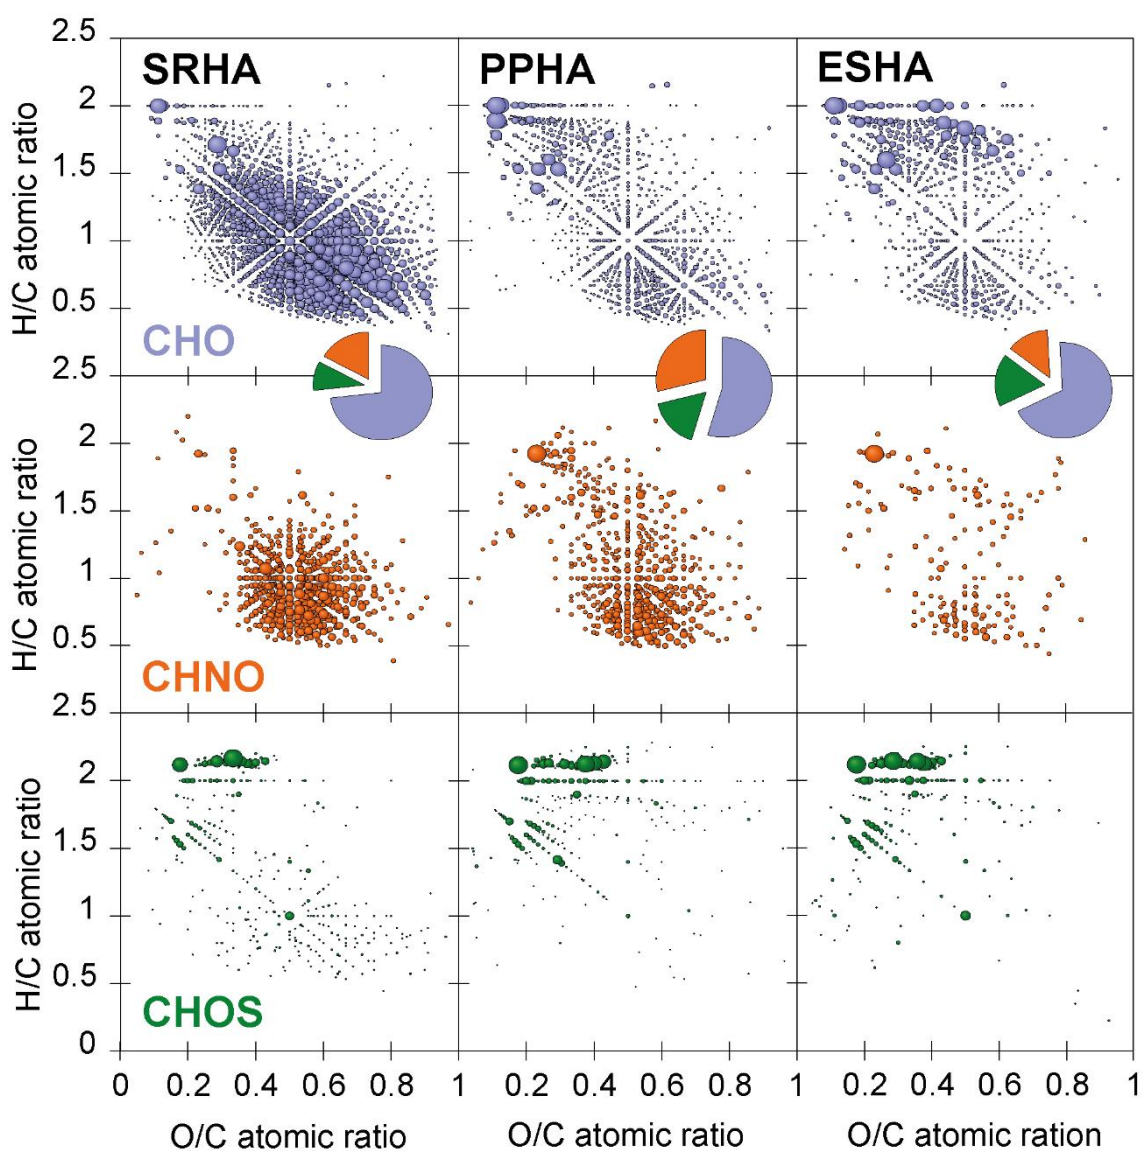 SRHA PPHA ESHA
2.5
2
1.5
1
0.5
H/C atomic ratio
CHO
2.5
2
1.5
1
0.5
H/C atomic ratio
CHNO
2.5
2
1.5
1
0.5
0
H/C atomic ratio
CHOS
0 0.2 0.4 0.6 0.8 1 0.2 0.4 0.6 0.8 1 0.2 0.4 0.6 0.8 1
O/C atomic ratio O/C atomic ratio O/C atomic ration